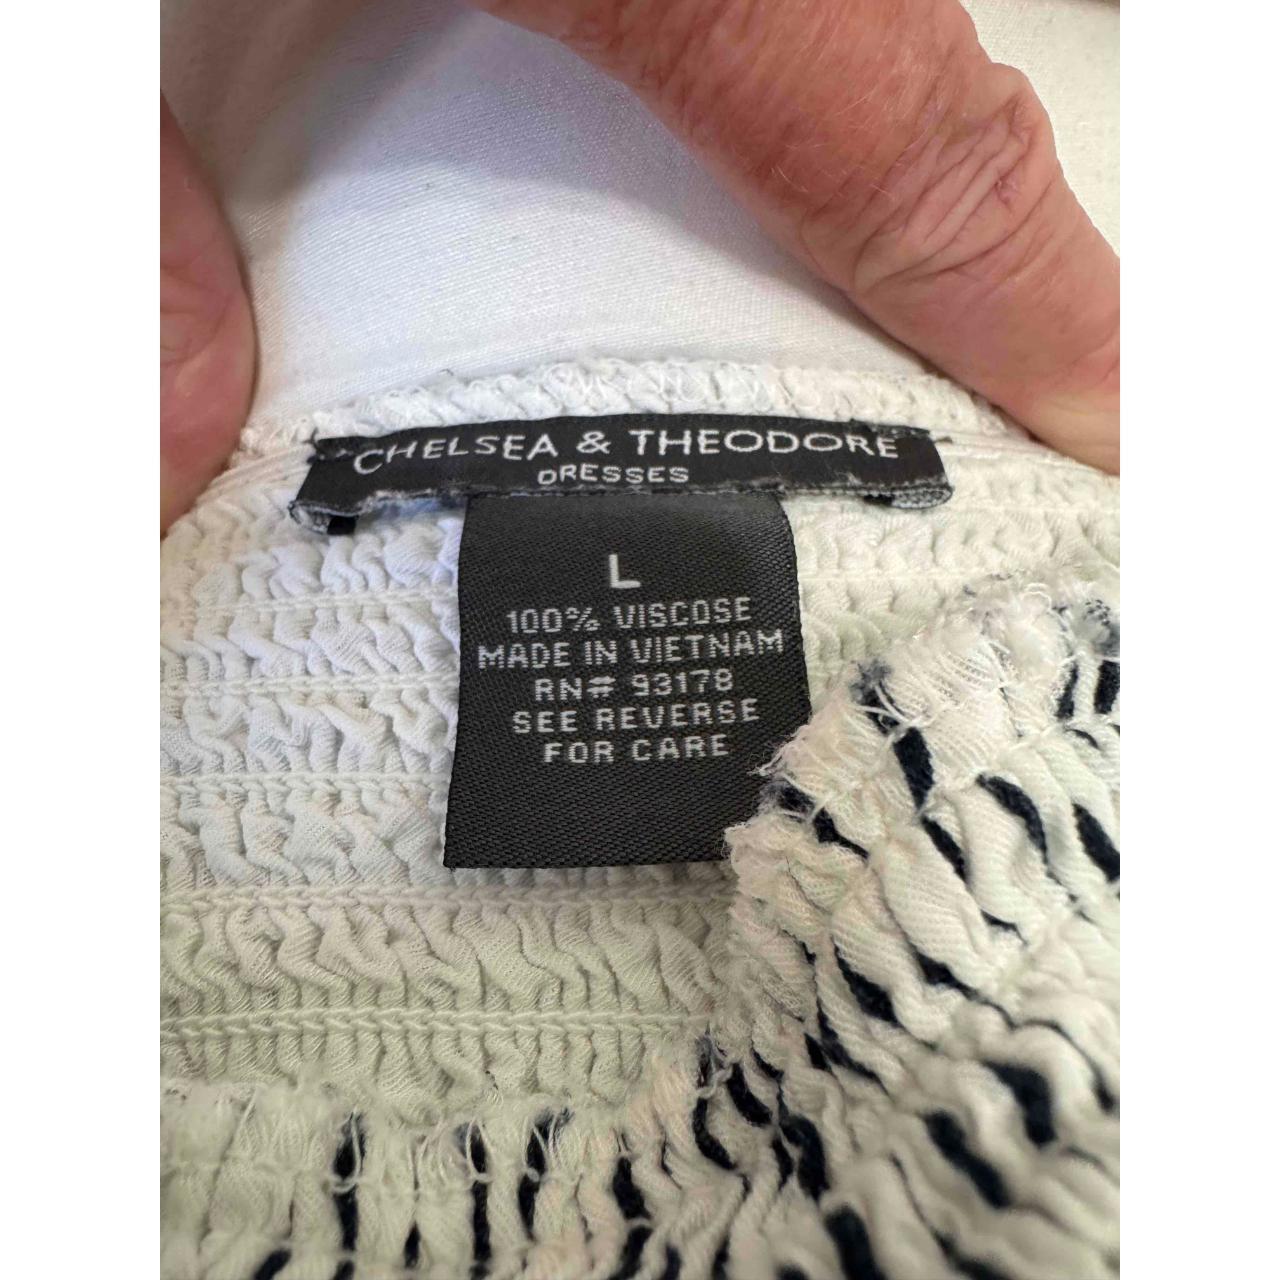 CHELSEA & THEODORE
DRESSES
L
100% VISCOSE
MADE IN VIETNAM
RN# 93178
SEE REVERSE
FOR CARE